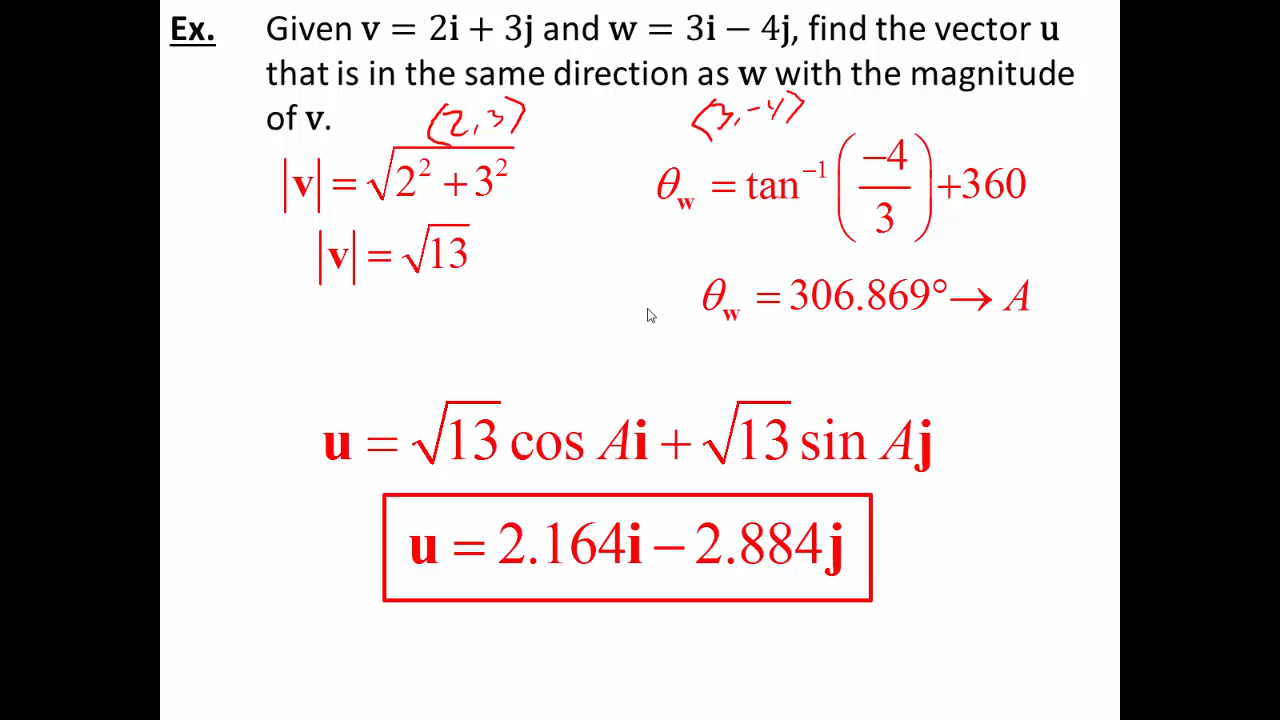 Ex. Given v = 2i + 3j and w = 3i − 4j, find the vector u
that is in the same direction as w with the magnitude
of v.
⟨2, 3⟩
⟨3, −4⟩
|v| = √(2² + 3²)
θ_w = tan⁻¹(−4/3) + 360
|v| = √13
θ_w = 306.869° → A
u = √13 cos Ai + √13 sin Aj
u = 2.164i − 2.884j